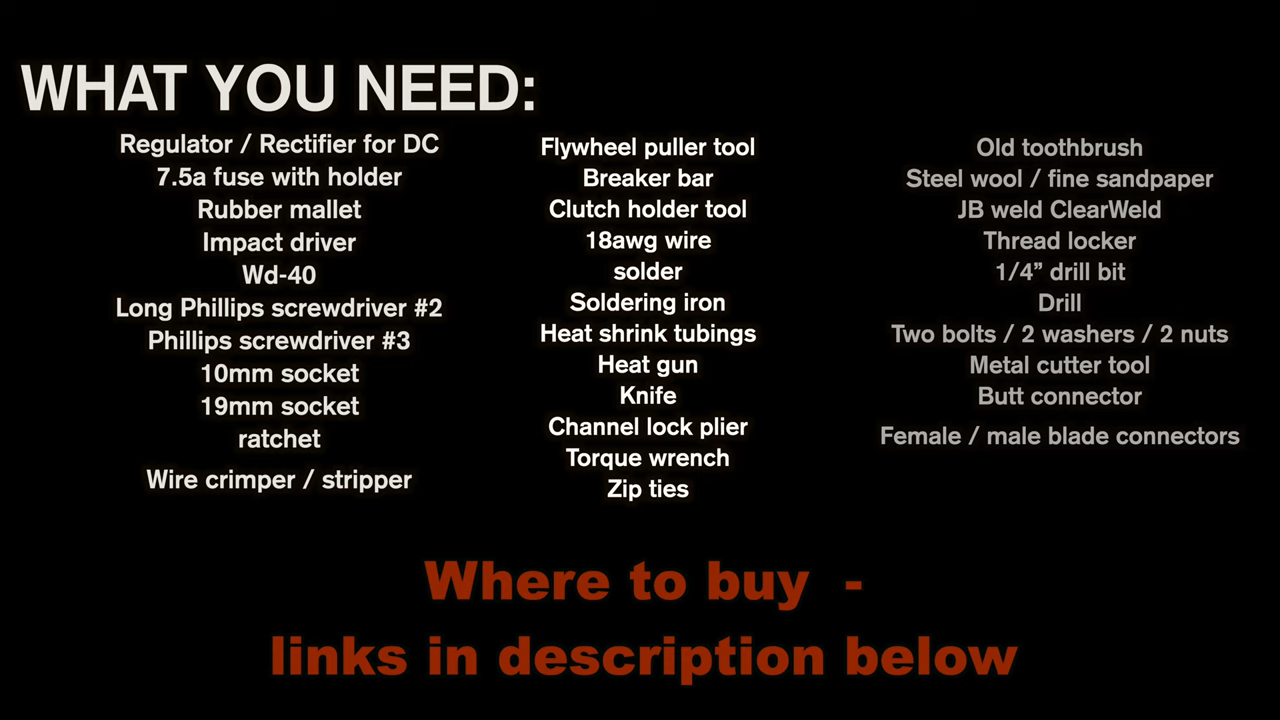 WHAT YOU NEED:
Regulator / Rectifier for DC
7.5a fuse with holder
Rubber mallet
Impact driver
Wd-40
Long Phillips screwdriver #2
Phillips screwdriver #3
10mm socket
19mm socket
ratchet
Wire crimper / stripper
Flywheel puller tool
Breaker bar
Clutch holder tool
18awg wire
solder
Soldering iron
Heat shrink tubings
Heat gun
Knife
Channel lock plier
Torque wrench
Zip ties
Old toothbrush
Steel wool / fine sandpaper
JB weld ClearWeld
Thread locker
1/4” drill bit
Drill
Two bolts / 2 washers / 2 nuts
Metal cutter tool
Butt connector
Female / male blade connectors
Where to buy -
links in description below